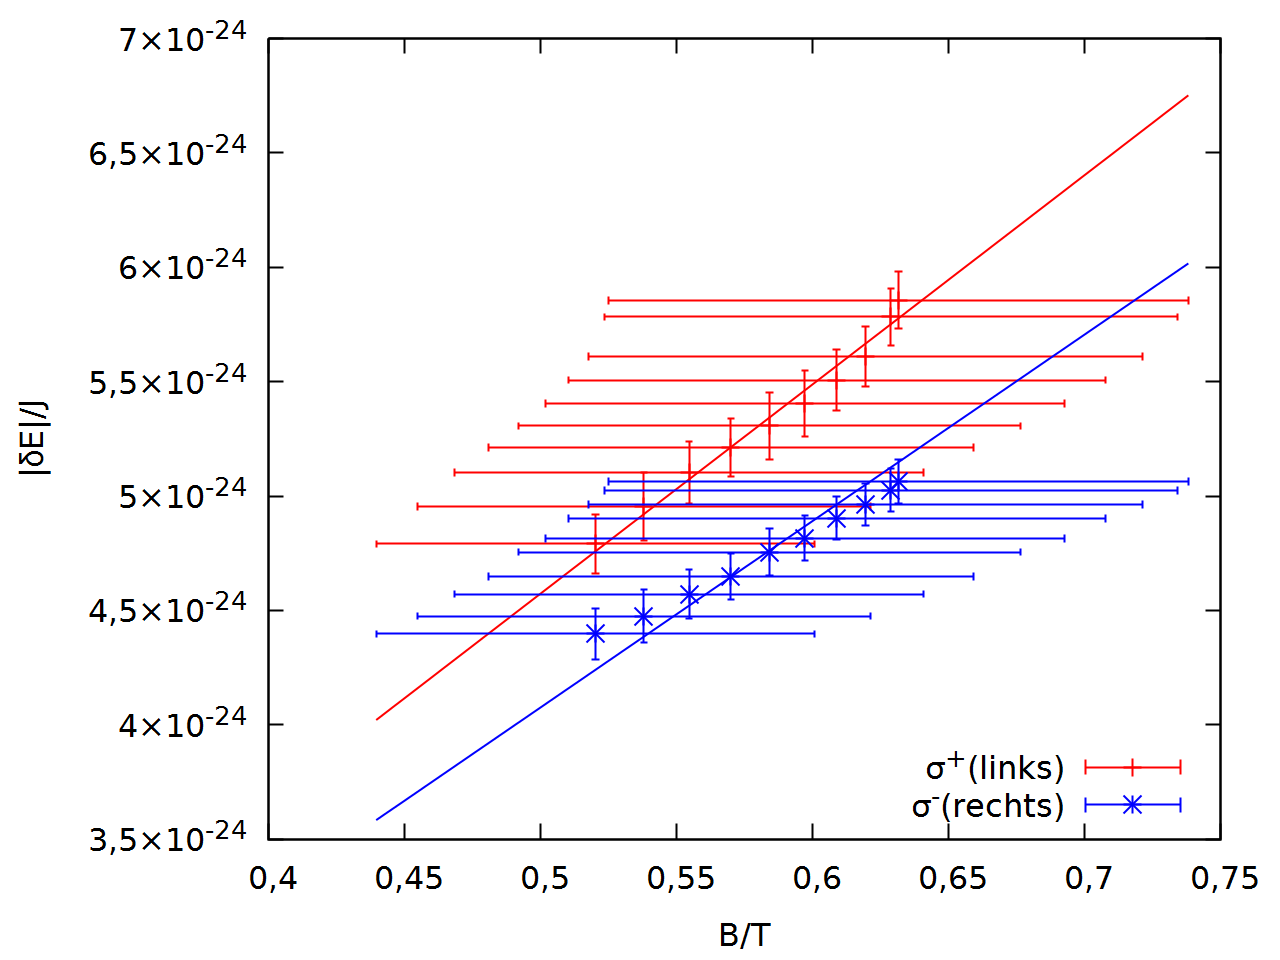 7×10⁻²⁴
6,5×10⁻²⁴
6×10⁻²⁴
5,5×10⁻²⁴
5×10⁻²⁴
4,5×10⁻²⁴
4×10⁻²⁴
3,5×10⁻²⁴
|δE|/J
σ⁺(links)
σ⁻(rechts)
0,4 0,45 0,5 0,55 0,6 0,65 0,7 0,75
B/T